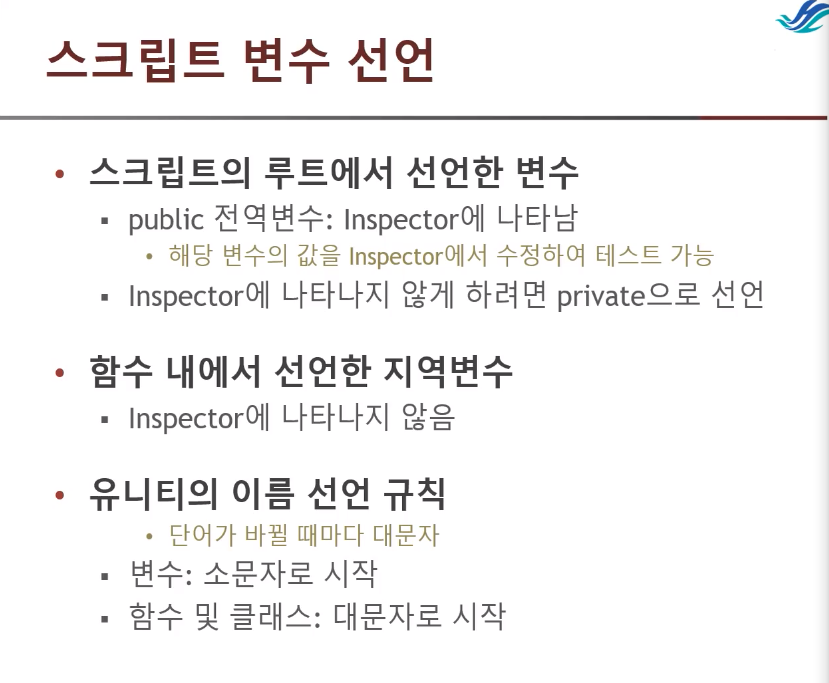 스크립트 변수 선언
• 스크립트의 루트에서 선언한 변수
▪ public 전역변수: Inspector에 나타남
• 해당 변수의 값을 Inspector에서 수정하여 테스트 가능
▪ Inspector에 나타나지 않게 하려면 private으로 선언
• 함수 내에서 선언한 지역변수
▪ Inspector에 나타나지 않음
• 유니티의 이름 선언 규칙
• 단어가 바뀔 때마다 대문자
▪ 변수: 소문자로 시작
▪ 함수 및 클래스: 대문자로 시작